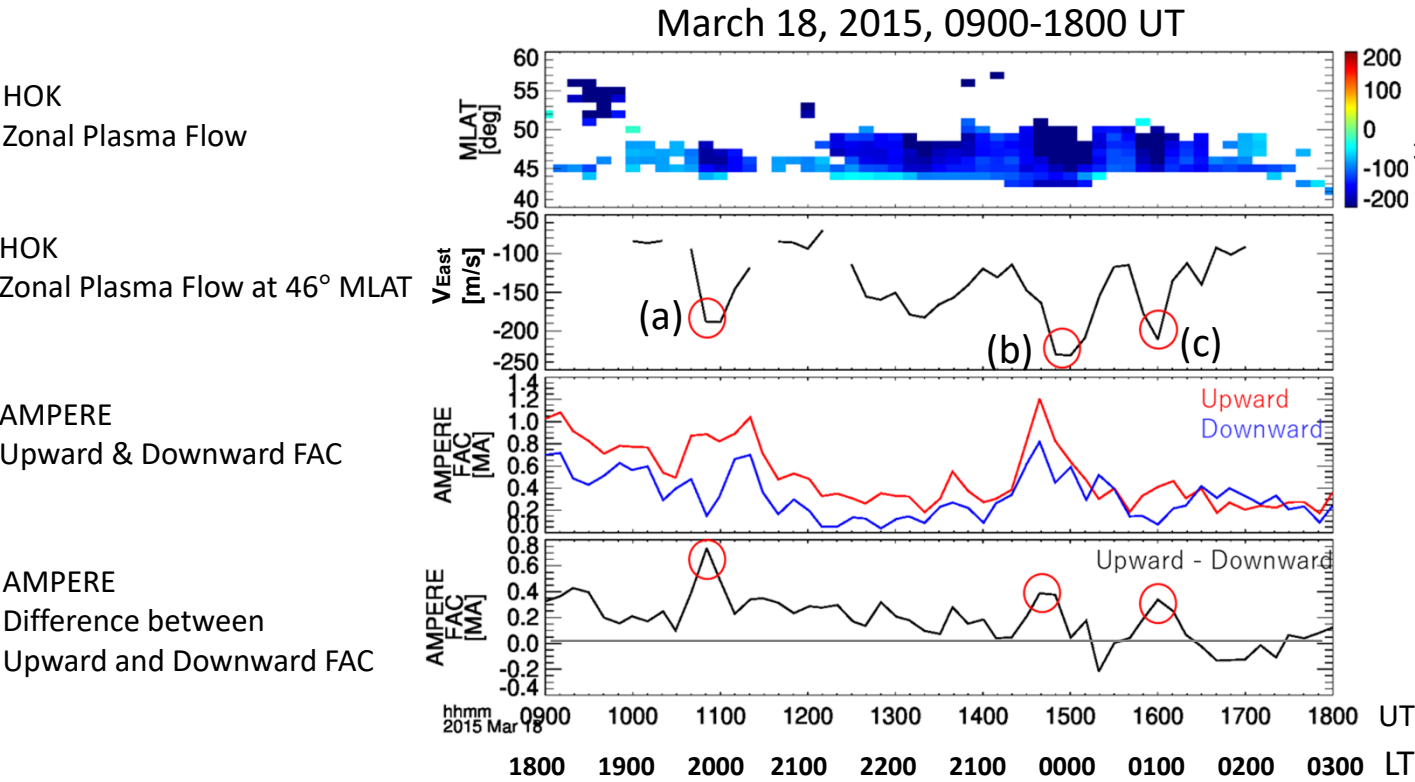 March 18, 2015, 0900-1800 UT
HOK
Zonal Plasma Flow
MLAT
[deg]
60
55
50
45
40
200
100
0
-100
-200
HOK
Zonal Plasma Flow at 46° MLAT
VEast
[m/s]
-50
-100
-150
-200
-250
(a)
(b)
(c)
AMPERE
Upward & Downward FAC
AMPERE
FAC
[MA]
1.4
1.2
1.0
0.8
0.6
0.4
0.2
0.0
Upward
Downward
AMPERE
Difference between
Upward and Downward FAC
AMPERE
FAC
[MA]
0.8
0.6
0.4
0.2
0.0
-0.2
-0.4
Upward - Downward
hhmm
2015 Mar 18
0900 1000 1100 1200 1300 1400 1500 1600 1700 1800 UT
1800 1900 2000 2100 2200 2100 0000 0100 0200 0300 LT